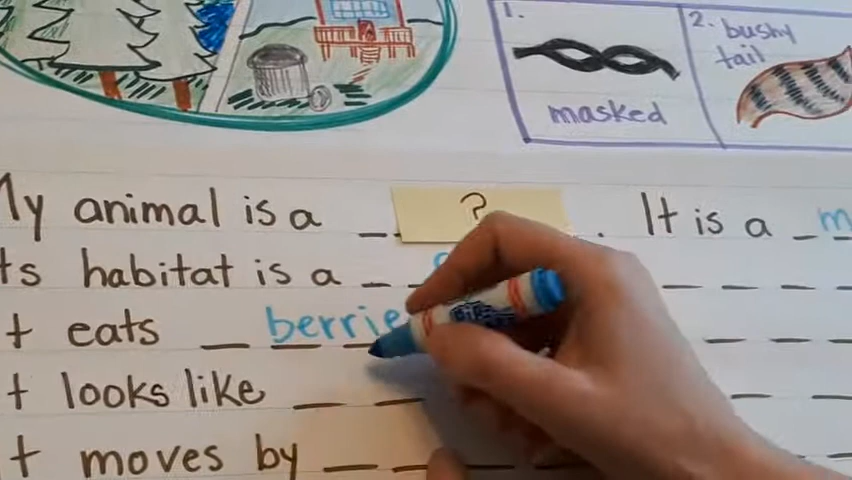 1.
masked
2. bushy
tail
My animal is a ? . It is a m
ts habitat is a
t eats berrie
t looks like
t moves by